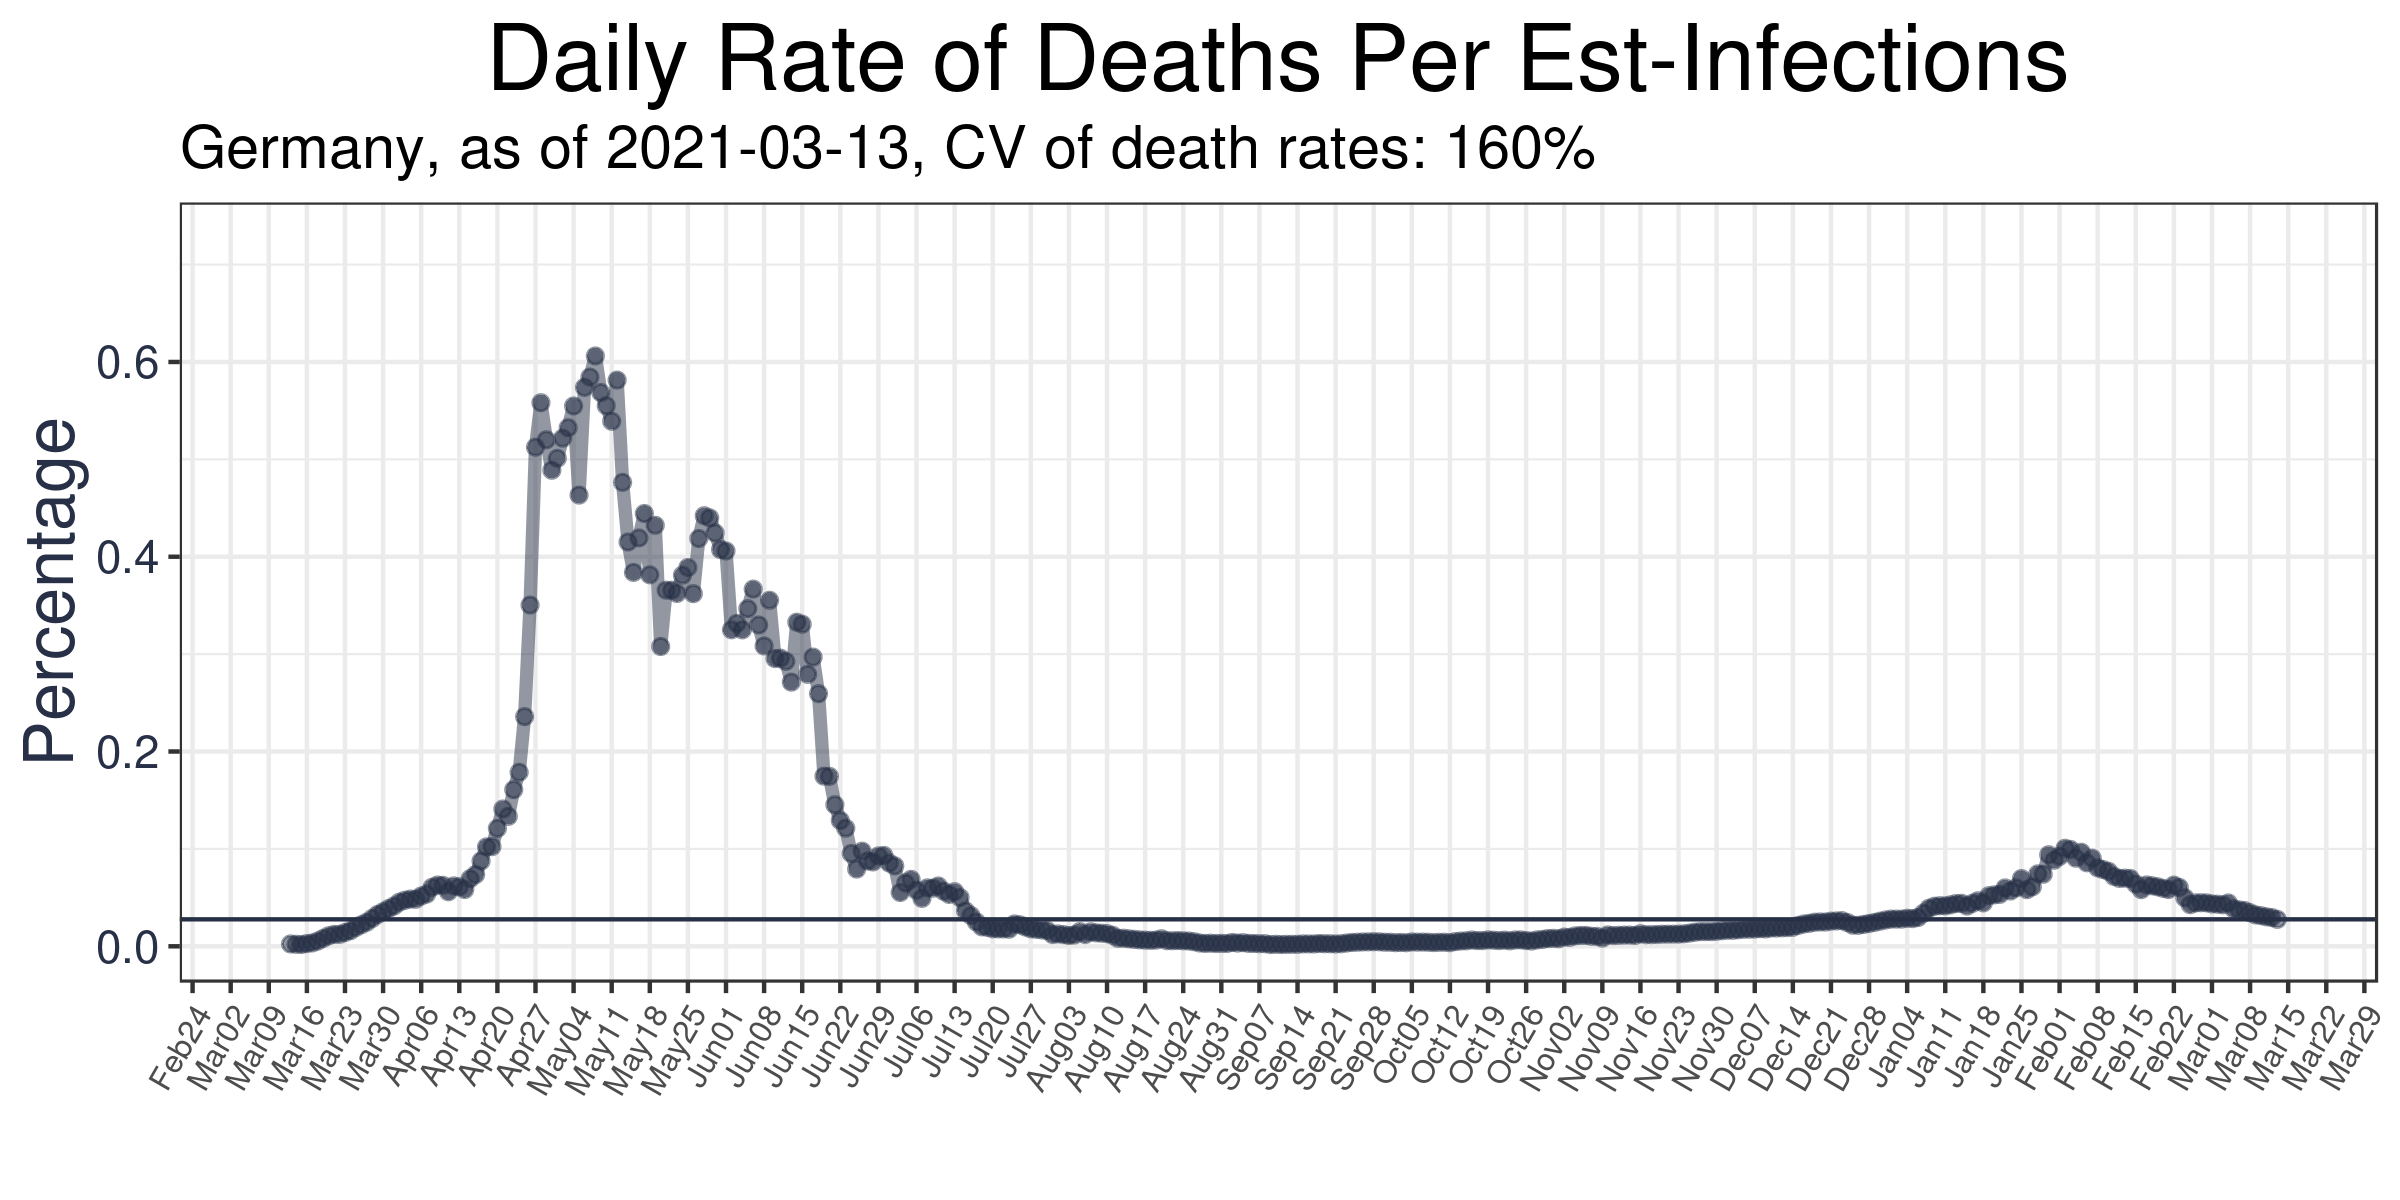 Daily Rate of Deaths Per Est-Infections
Germany, as of 2021-03-13, CV of death rates: 160%
Percentage
0.6
0.4
0.2
0.0
Feb24
Mar02
Mar09
Mar16
Mar23
Mar30
Apr06
Apr13
Apr20
Apr27
May04
May11
May18
May25
Jun01
Jun08
Jun15
Jun22
Jun29
Jul06
Jul13
Jul20
Jul27
Aug03
Aug10
Aug17
Aug24
Aug31
Sep07
Sep14
Sep21
Sep28
Oct05
Oct12
Oct19
Oct26
Nov02
Nov09
Nov16
Nov23
Nov30
Dec07
Dec14
Dec21
Dec28
Jan04
Jan11
Jan18
Jan25
Feb01
Feb08
Feb15
Feb22
Mar01
Mar08
Mar15
Mar22
Mar29